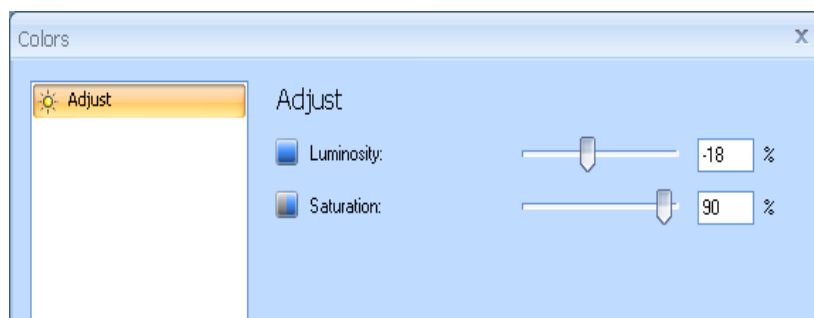 Colors
Adjust
Adjust
Luminosity: -18 %
Saturation: 90 %